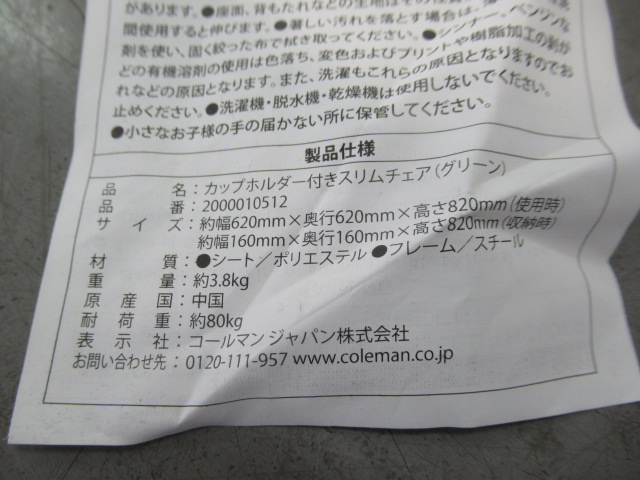 があります。●座面、背もたれなどの生地はその
間使用すると伸びます。●著しい汚れを落とす場合は、
剤を使い、固く絞った布で拭き取ってください。●シンナー、ベンジンな
どの有機溶剤の使用は色落ち、変色およびプリントや樹脂加工の剥が
れなどの原因となります。また、洗濯もこれらの原因となりますのでお
止めください。●洗濯機・脱水機・乾燥機は使用しないでください。
●小さなお子様の手の届かない所に保管してください。
製品仕様
品名：カップホルダー付きスリムチェア(グリーン)
品番：2000010512
サイズ：約幅620mm×奥行620mm×高さ820mm(使用時)
約幅160mm×奥行160mm×高さ820mm(収納時)
材質：●シート／ポリエステル ●フレーム／スチール
重量：約3.8kg
原産国：中国
耐荷重：約80kg
表示社：コールマン ジャパン株式会社
お問い合わせ先：0120-111-957 www.coleman.co.jp